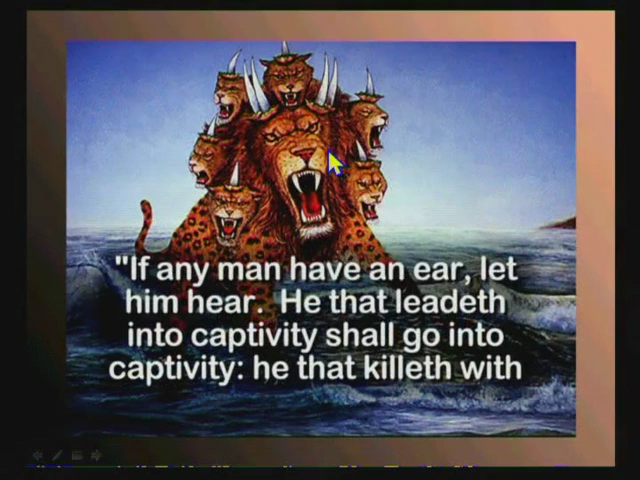 "If any man have an ear, let
him hear.  He that leadeth
into captivity shall go into
captivity: he that killeth with